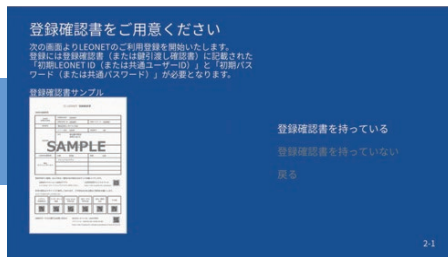 登録確認書をご用意ください
次の画面よりLEONETのご利用登録を開始いたします。
登録には登録確認書（または鍵引渡し確認書）に記載された
「初期LEONET ID（または共通ユーザーID）」と「初期パス
ワード（または共通パスワード）」が必要となります。
登録確認書サンプル
SAMPLE
登録確認書を持っている
登録確認書を持っていない
戻る
2-1